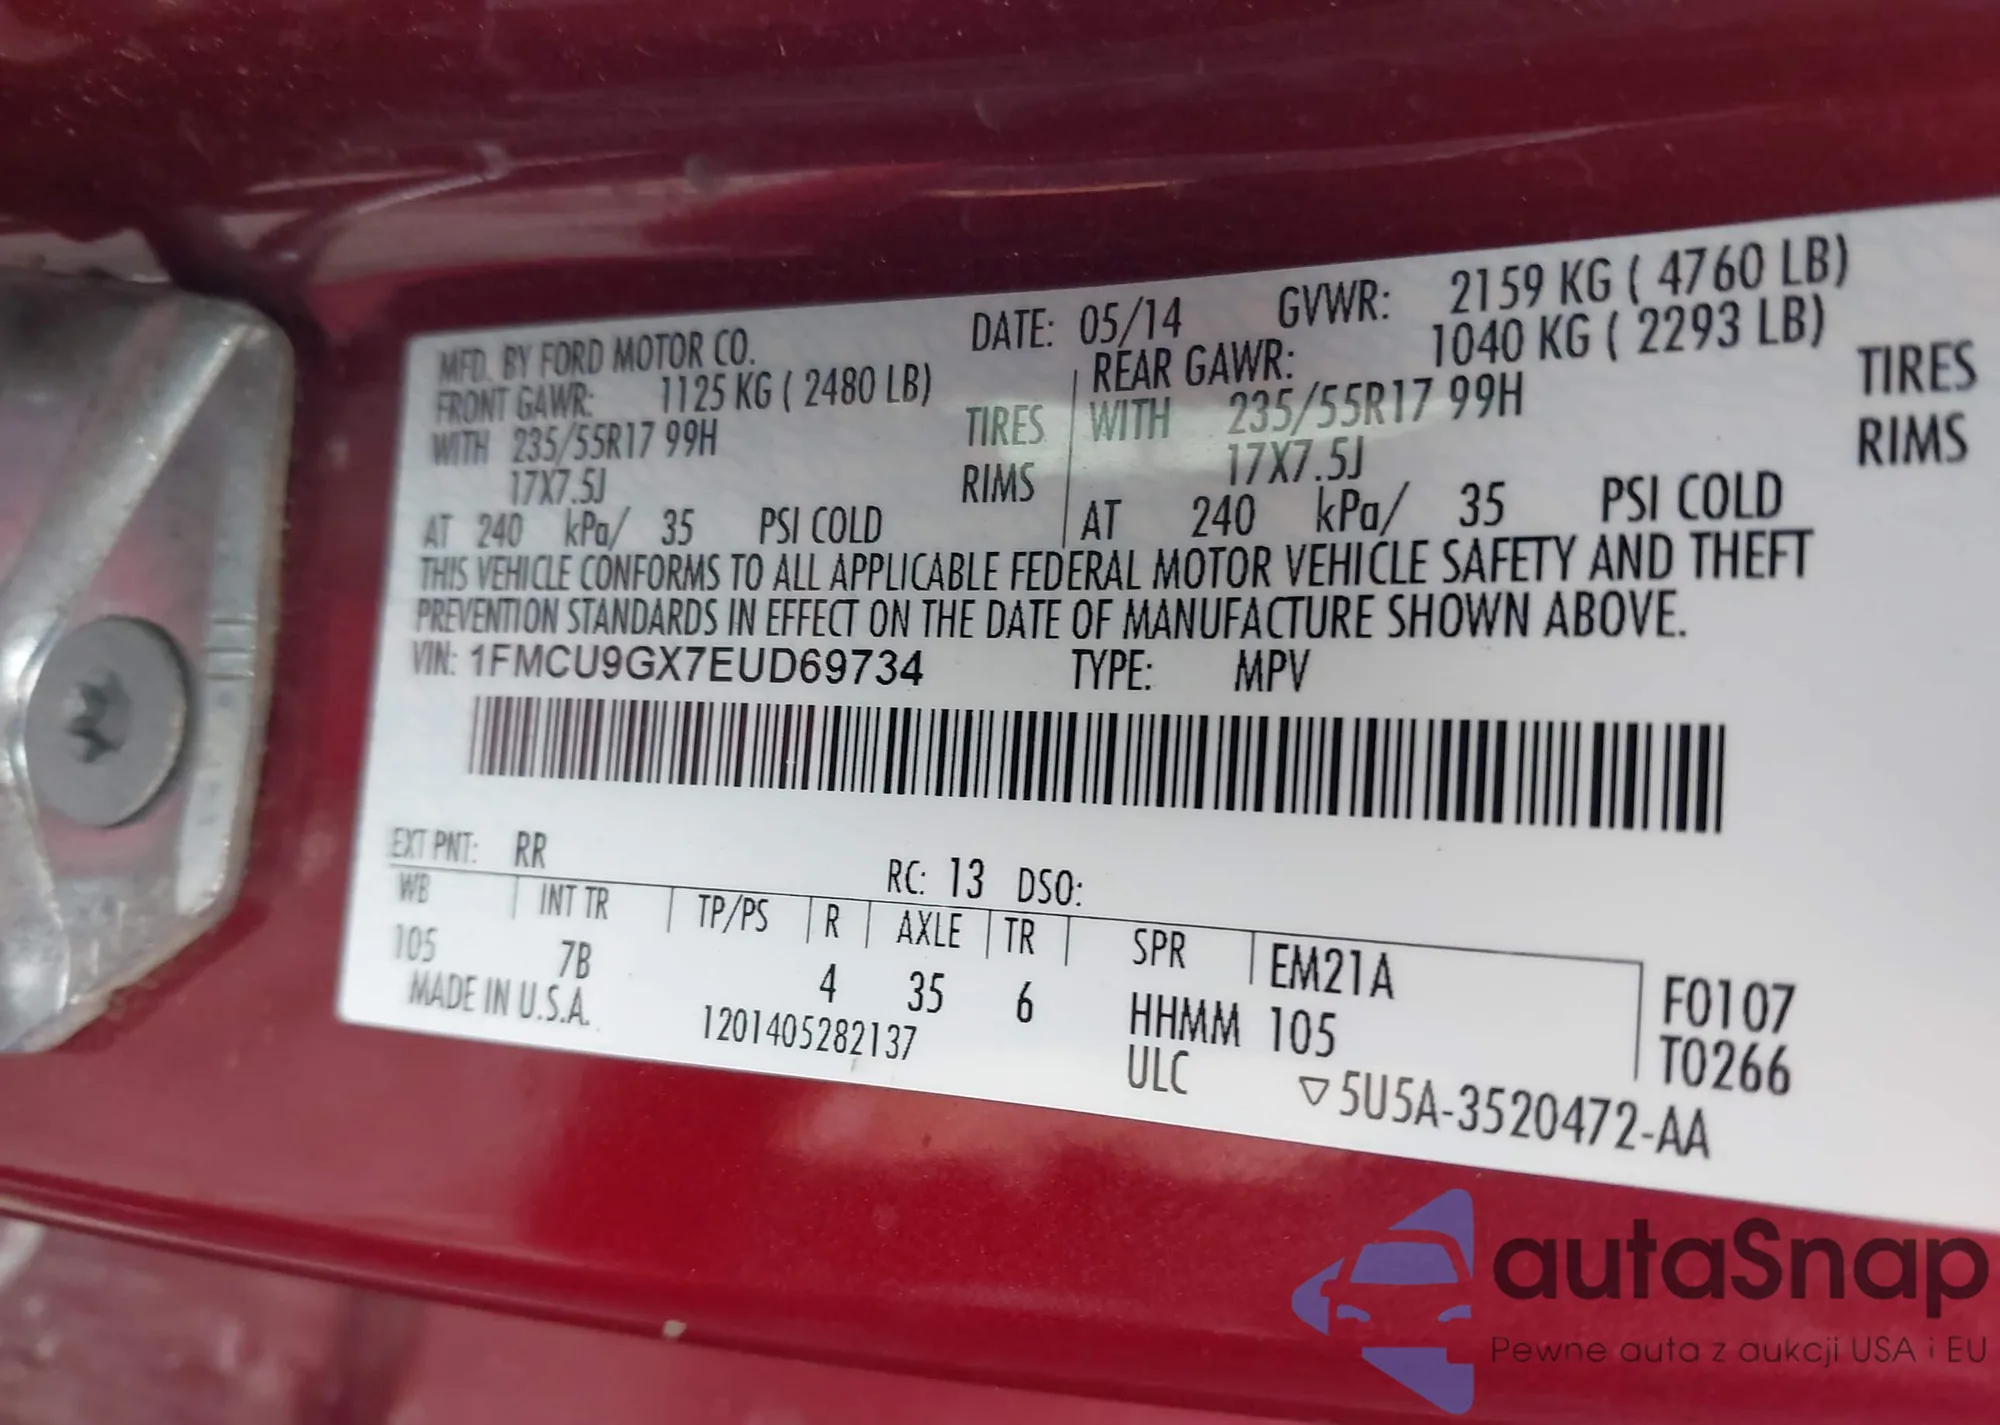 MFD. BY FORD MOTOR CO. DATE: 05/14 GVWR: 2159 KG ( 4760 LB)
FRONT GAWR: 1125 KG ( 2480 LB) REAR GAWR: 1040 KG ( 2293 LB)
WITH 235/55R17 99H TIRES WITH 235/55R17 99H TIRES
17X7.5J RIMS 17X7.5J RIMS
AT 240 kPa/ 35 PSI COLD AT 240 kPa/ 35 PSI COLD
THIS VEHICLE CONFORMS TO ALL APPLICABLE FEDERAL MOTOR VEHICLE SAFETY AND THEFT
PREVENTION STANDARDS IN EFFECT ON THE DATE OF MANUFACTURE SHOWN ABOVE.
VIN: 1FMCU9GX7EUD69734 TYPE: MPV
EXT PNT: RR RC: 13 DSO:
WB INT TR TP/PS R AXLE TR SPR EM21A F0107
105 7B 4 35 6 HHMM 105 T0266
MADE IN U.S.A. 1201405282137 ULC ▽5U5A-3520472-AA
autaSnap
Pewne auta z aukcji USA i EU